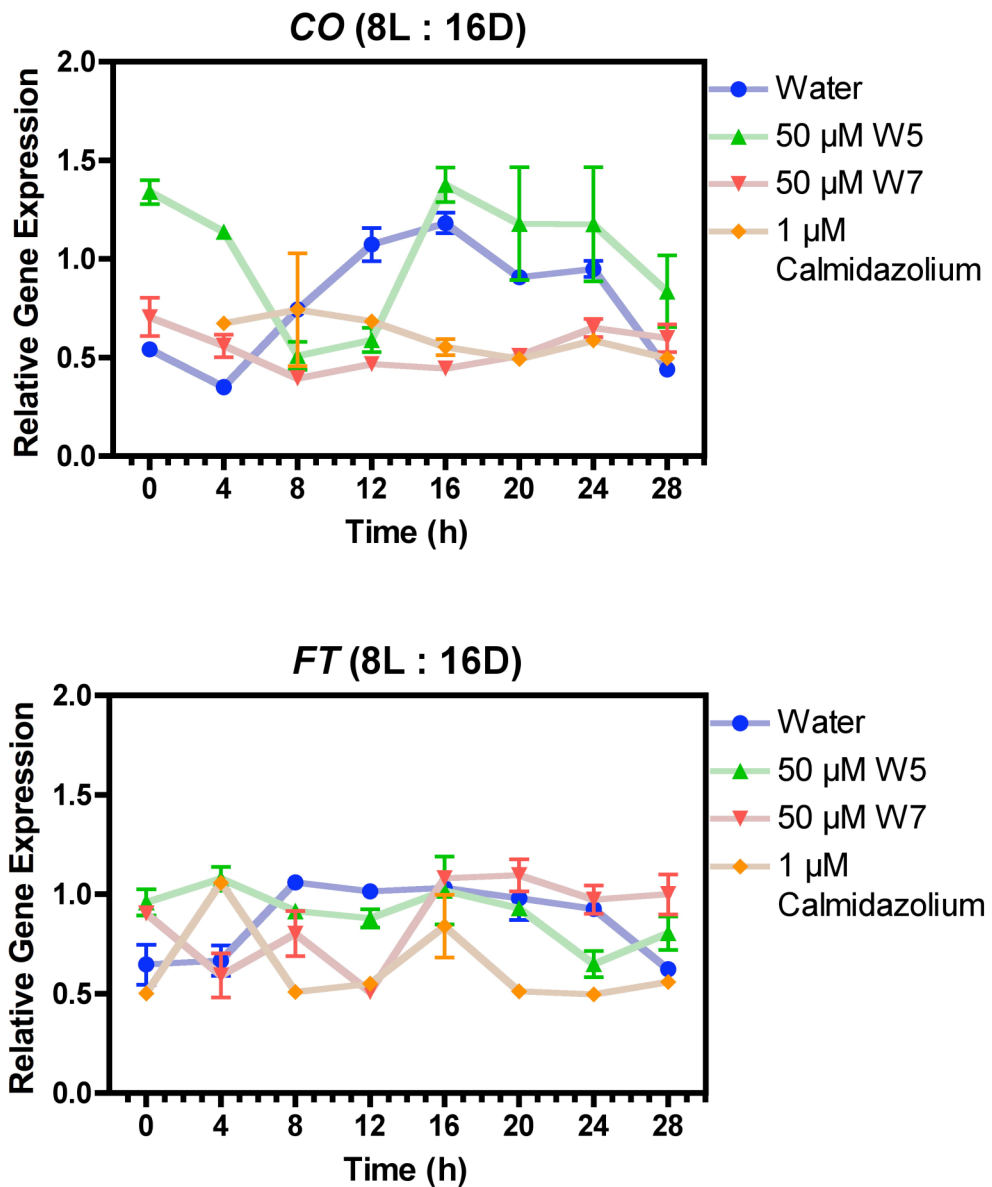 CO (8L : 16D)
Relative Gene Expression
2.0
1.5
1.0
0.5
0.0
0 4 8 12 16 20 24 28
Time (h)
Water
50 µM W5
50 µM W7
1 µM
Calmidazolium
FT (8L : 16D)
Relative Gene Expression
2.0
1.5
1.0
0.5
0.0
0 4 8 12 16 20 24 28
Time (h)
Water
50 µM W5
50 µM W7
1 µM
Calmidazolium